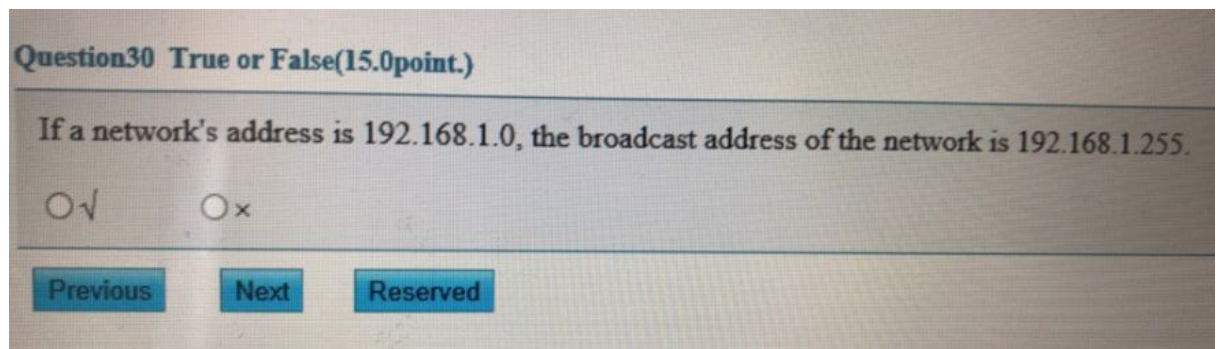 Question30 True or False(15.0point.)
If a network's address is 192.168.1.0, the broadcast address of the network is 192.168.1.255.
√ ×
Previous Next Reserved